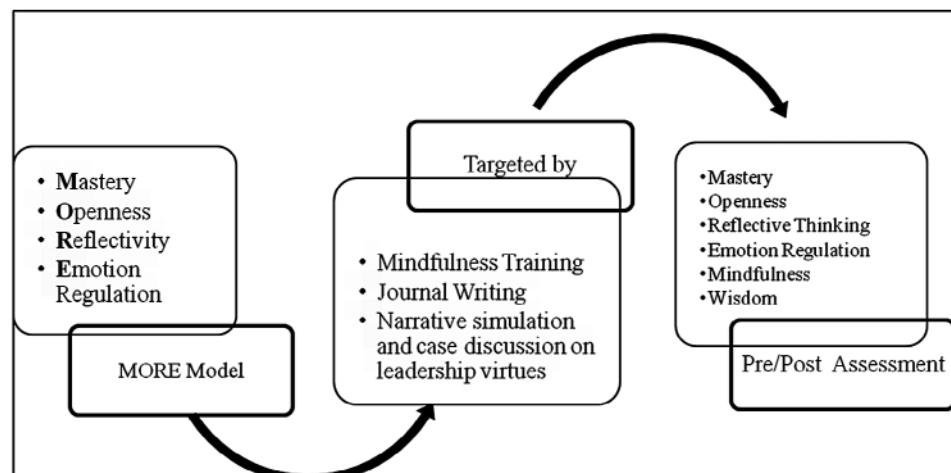 • Mastery
• Openness
• Reflectivity
• Emotion
Regulation
MORE Model
Targeted by
• Mindfulness Training
• Journal Writing
• Narrative simulation
and case discussion on
leadership virtues
•Mastery
•Openness
•Reflective Thinking
•Emotion Regulation
•Mindfulness
•Wisdom
Pre/Post Assessment